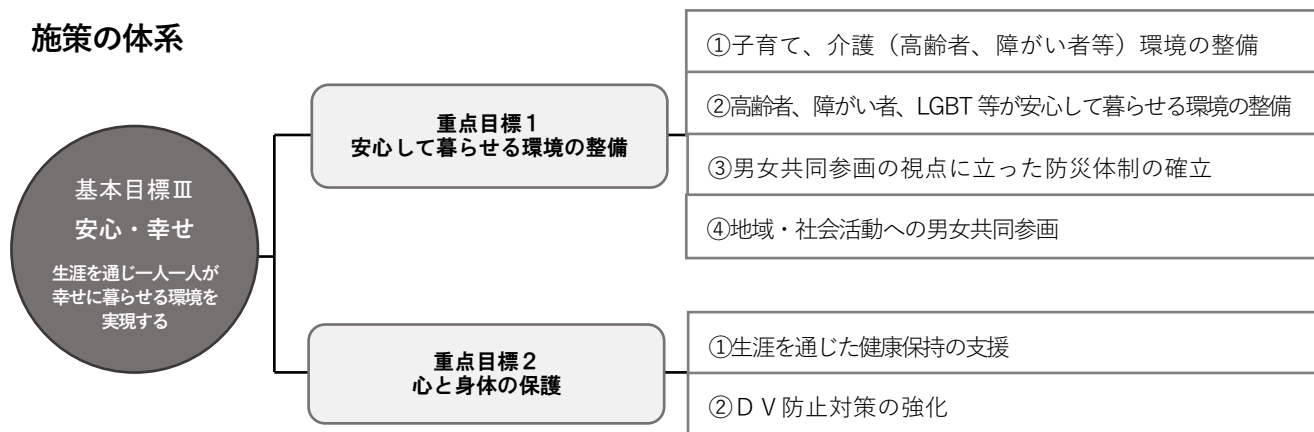 施策の体系
基本目標Ⅲ
安心・幸せ
生涯を通じ一人一人が
幸せに暮らせる環境を
実現する
重点目標１
安心して暮らせる環境の整備
①子育て、介護（高齢者、障がい者等）環境の整備
②高齢者、障がい者、LGBT 等が安心して暮らせる環境の整備
③男女共同参画の視点に立った防災体制の確立
④地域・社会活動への男女共同参画
重点目標２
心と身体の保護
①生涯を通じた健康保持の支援
②ＤＶ防止対策の強化